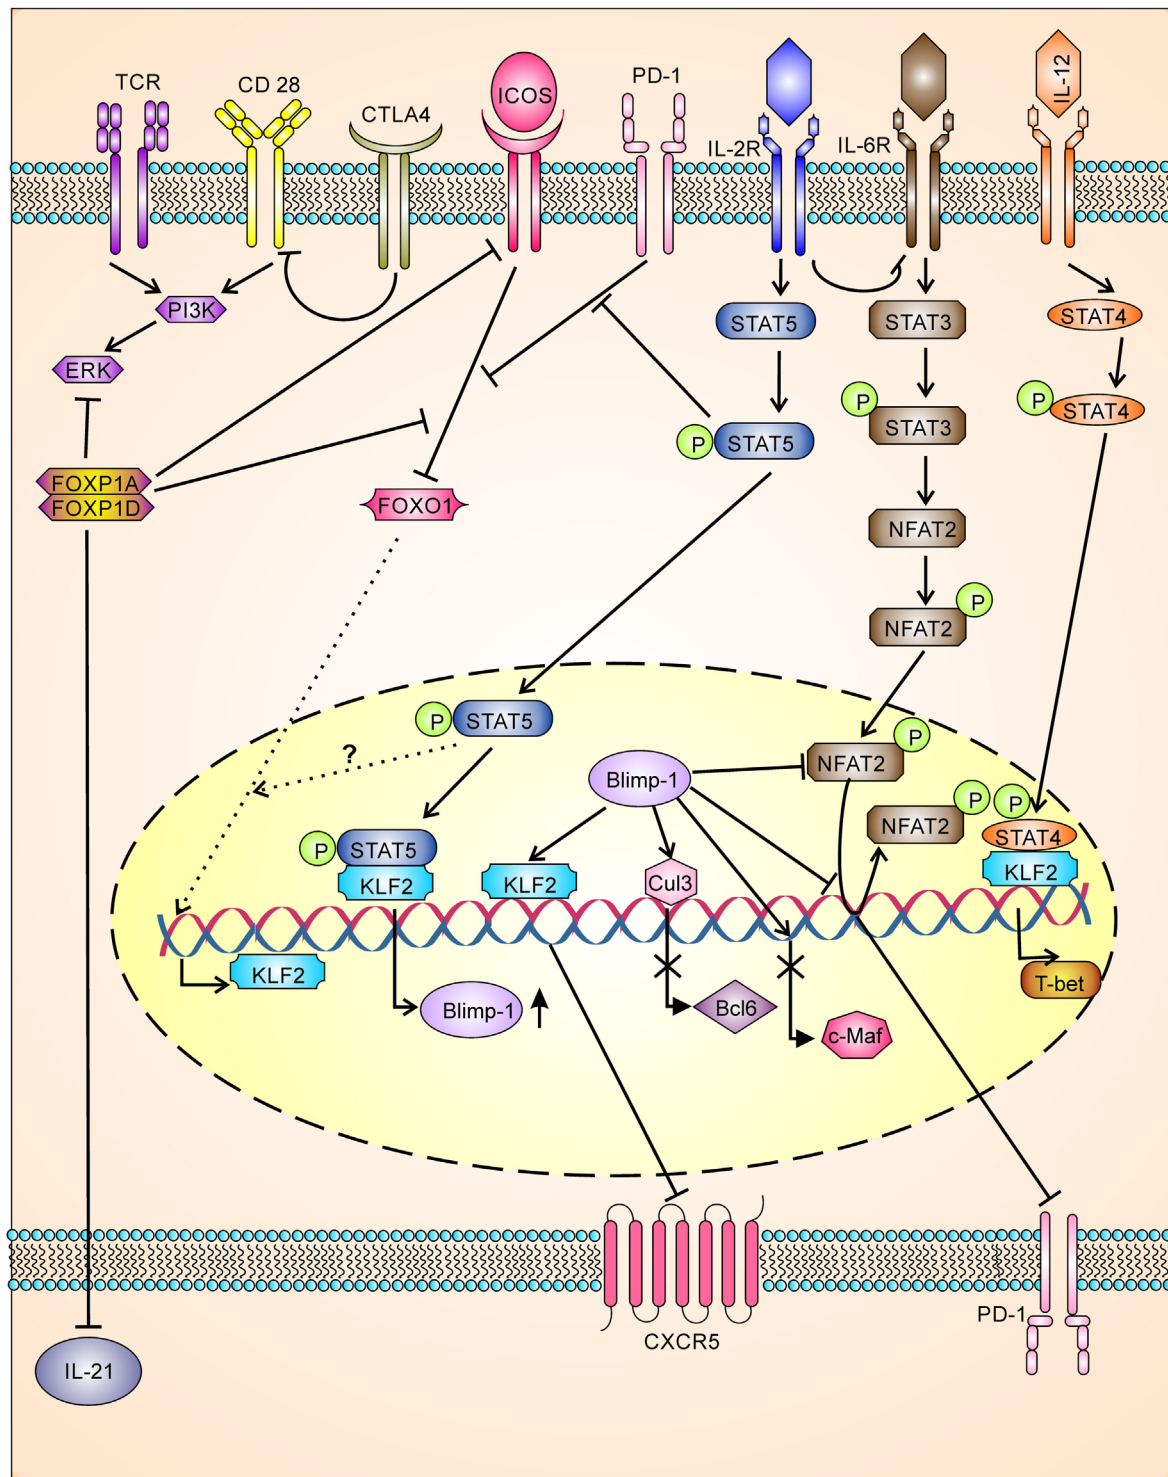 TCR
CD 28
CTLA4
ICOS
PD-1
IL-2R
IL-6R
IL-12
PI3K
STAT5
STAT3
STAT4
ERK
P
STAT3
P
STAT4
P
STAT5
FOXP1A
FOXP1D
FOXO1
NFAT2
P
NFAT2
P
STAT5
P
NFAT2
?
Blimp-1
P
P
NFAT2
STAT4
KLF2
P
STAT5
KLF2
KLF2
Cul3
KLF2
Blimp-1
Bcl6
c-Maf
T-bet
PD-1
CXCR5
IL-21